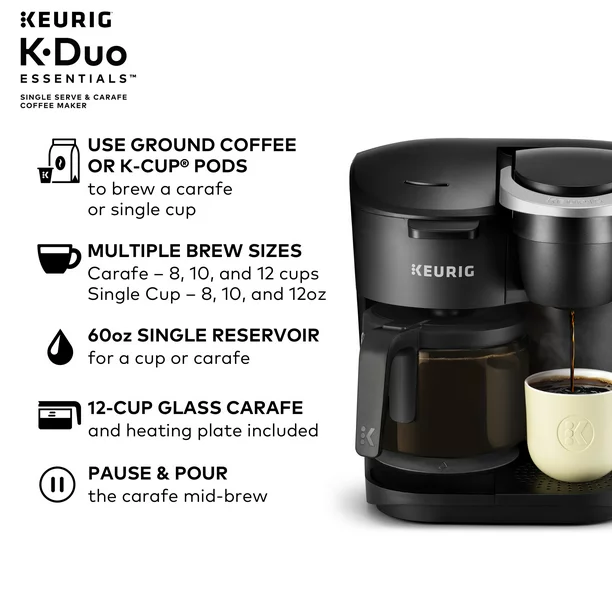 KEURIG
K•Duo
ESSENTIALS™
SINGLE SERVE & CARAFE
COFFEE MAKER
USE GROUND COFFEE
OR K-CUP® PODS
to brew a carafe
or single cup
MULTIPLE BREW SIZES
Carafe – 8, 10, and 12 cups
Single Cup – 8, 10, and 12oz
60oz SINGLE RESERVOIR
for a cup or carafe
12-CUP GLASS CARAFE
and heating plate included
PAUSE & POUR
the carafe mid-brew
KEURIG
K
K
K